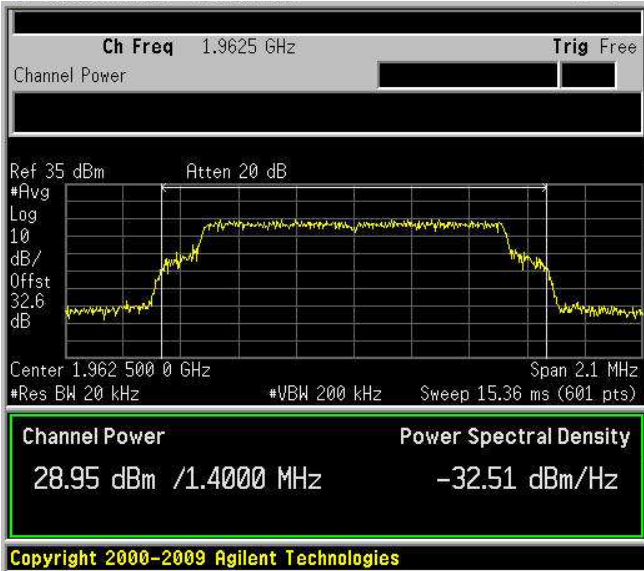 Ch Freq 1.9625 GHz Trig Free
Channel Power
Ref 35 dBm Atten 20 dB
#Avg
Log
10
dB/
Offst
32.6
dB
Center 1.962 500 0 GHz Span 2.1 MHz
#Res BW 20 kHz #VBW 200 kHz Sweep 15.36 ms (601 pts)
Channel Power Power Spectral Density
28.95 dBm /1.4000 MHz -32.51 dBm/Hz
Copyright 2000-2009 Agilent Technologies